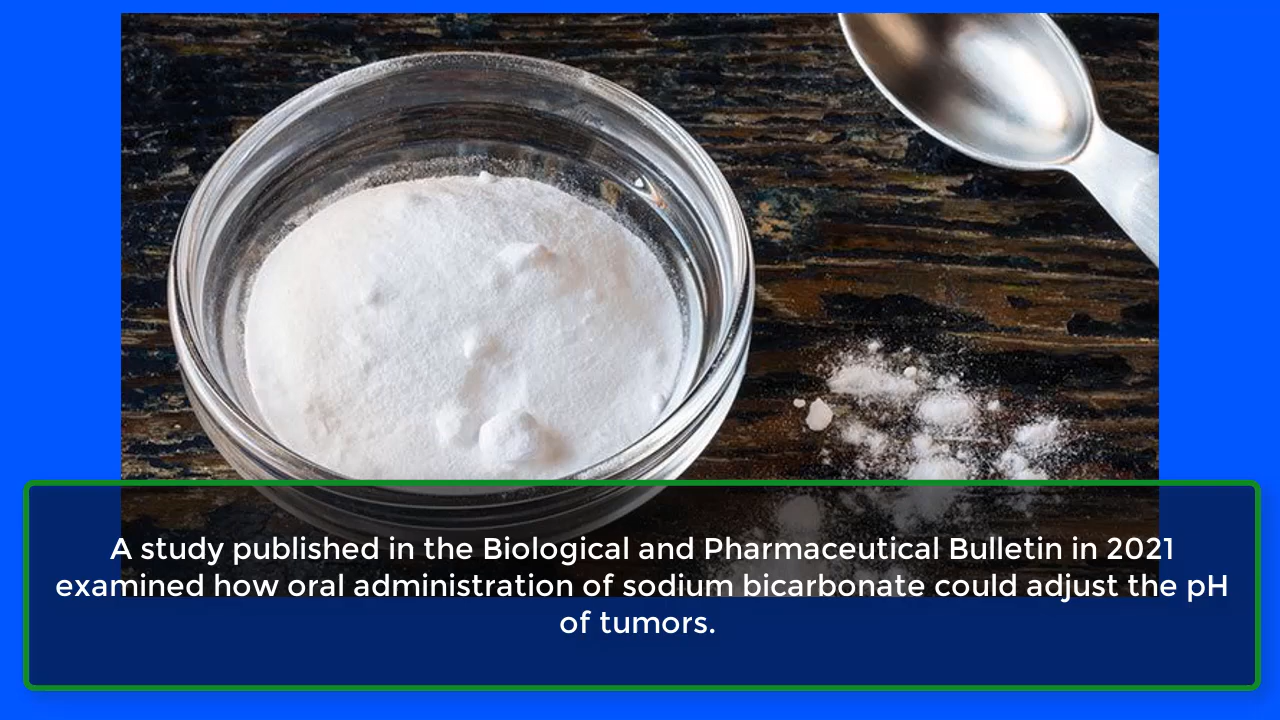 A study published in the Biological and Pharmaceutical Bulletin in 2021
examined how oral administration of sodium bicarbonate could adjust the pH
of tumors.